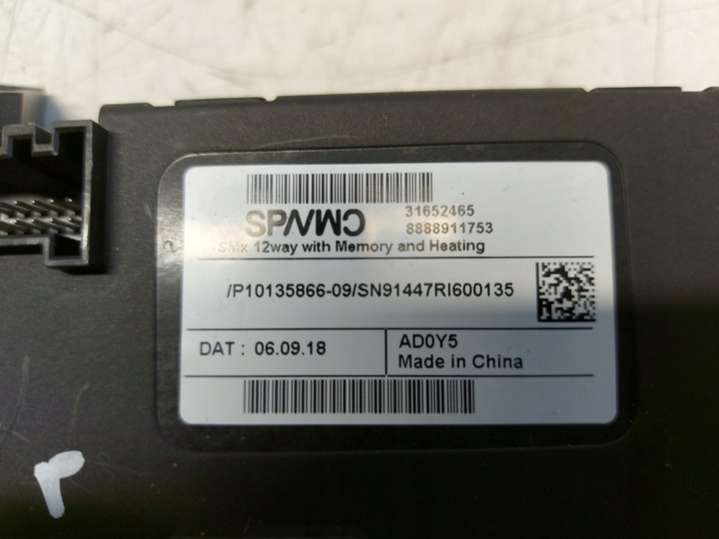 31652465
8888911753
SMx 12way with Memory and Heating
/P10135866-09/SN91447RI600135
DAT : 06.09.18
AD0Y5
Made in China
r